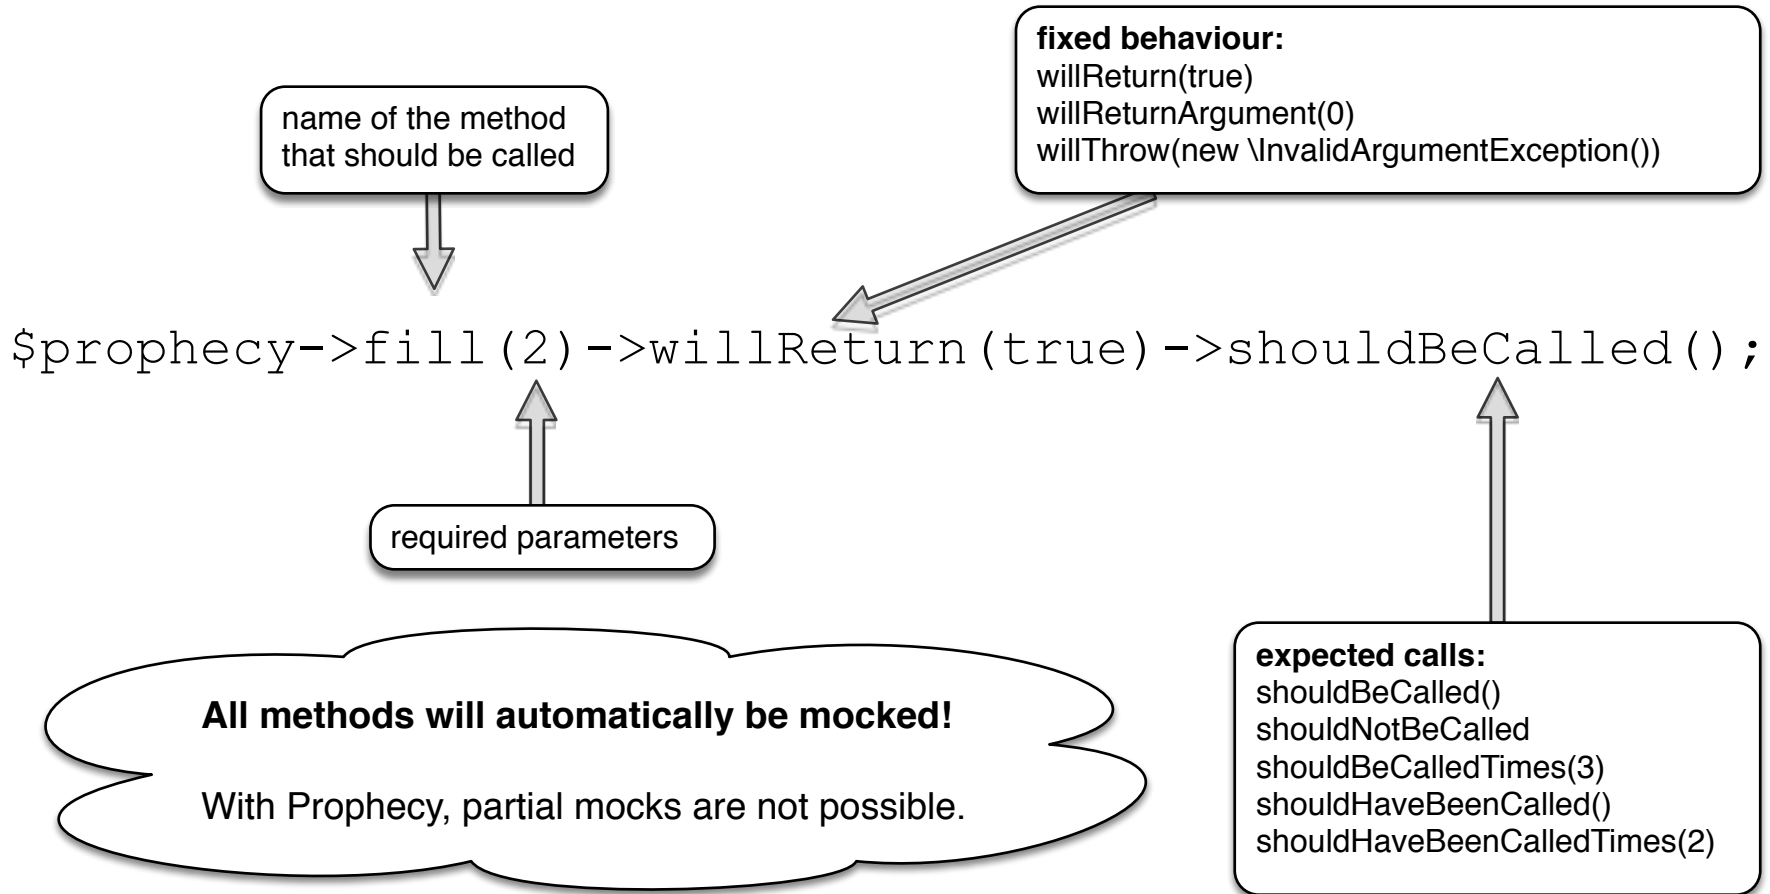 fixed behaviour:
willReturn(true)
willReturnArgument(0)
willThrow(new \InvalidArgumentException())
name of the method
that should be called
$prophecy->fill(2)->willReturn(true)->shouldBeCalled();
required parameters
All methods will automatically be mocked!
With Prophecy, partial mocks are not possible.
expected calls:
shouldBeCalled()
shouldNotBeCalled
shouldBeCalledTimes(3)
shouldHaveBeenCalled()
shouldHaveBeenCalledTimes(2)